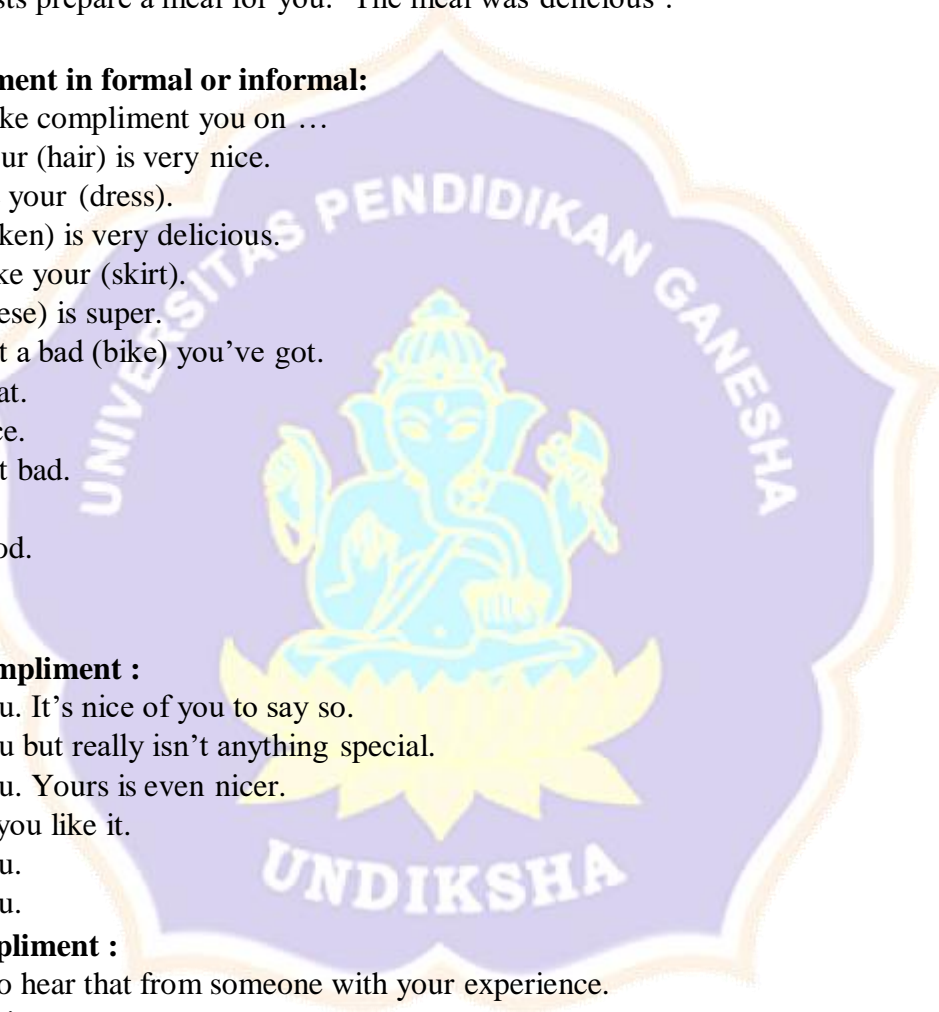 sts prepare a meal for you. "The meal was delicious".
ment in formal or informal:
ke compliment you on …
ur (hair) is very nice.
your (dress).
ken) is very delicious.
ke your (skirt).
ese) is super.
t a bad (bike) you've got.
at.
ce.
t bad.
od.
mpliment :
u. It's nice of you to say so.
u but really isn't anything special.
u. Yours is even nicer.
you like it.
u.
u.
pliment :
o hear that from someone with your experience.
UNIVERSITAS PENDIDIKAN GANESHA
UNDIKSHA